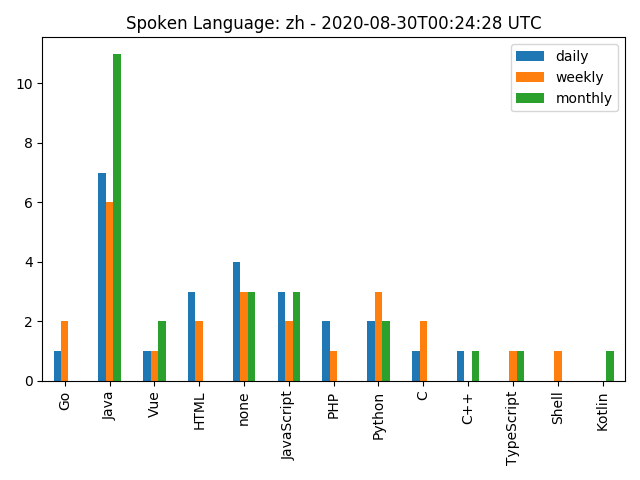 Spoken Language: zh - 2020-08-30T00:24:28 UTC
daily
weekly
monthly
10
8
6
4
2
0
Go
Java
Vue
HTML
none
JavaScript
PHP
Python
C
C++
TypeScript
Shell
Kotlin